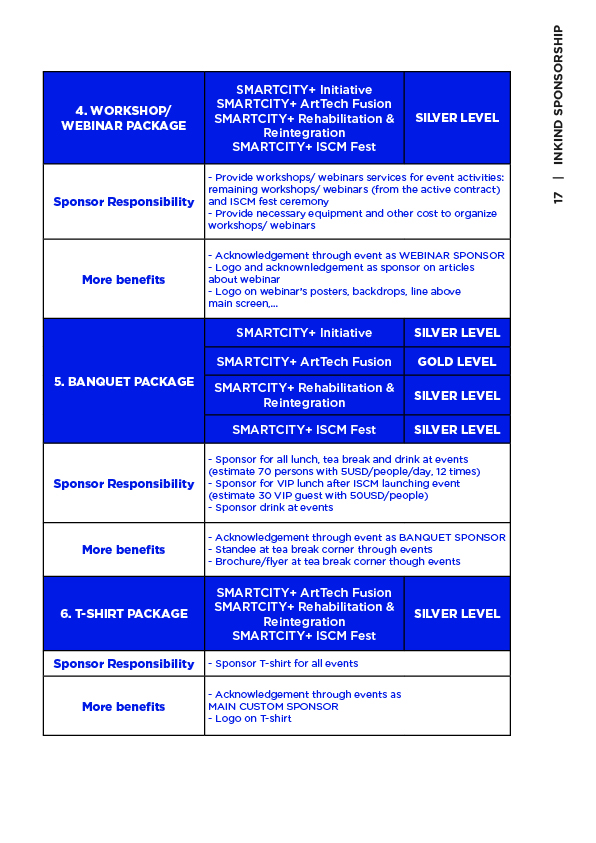 17 | INKIND SPONSORSHIP
4. WORKSHOP/
WEBINAR PACKAGE
SMARTCITY+ Initiative
SMARTCITY+ ArtTech Fusion
SMARTCITY+ Rehabilitation &
Reintegration
SMARTCITY+ ISCM Fest
SILVER LEVEL
Sponsor Responsibility
- Provide workshops/ webinars services for event activities:
remaining workshops/ webinars (from the active contract)
and ISCM fest ceremony
- Provide necessary equipment and other cost to organize
workshops/ webinars
More benefits
- Acknowledgement through event as WEBINAR SPONSOR
- Logo and acknownledgement as sponsor on articles
about webinar
- Logo on webinar's posters, backdrops, line above
main screen,...
5. BANQUET PACKAGE
SMARTCITY+ Initiative
SILVER LEVEL
SMARTCITY+ ArtTech Fusion
GOLD LEVEL
SMARTCITY+ Rehabilitation &
Reintegration
SILVER LEVEL
SMARTCITY+ ISCM Fest
SILVER LEVEL
Sponsor Responsibility
- Sponsor for all lunch, tea break and drink at events
(estimate 70 persons with 5USD/people/day, 12 times)
- Sponsor for VIP lunch after ISCM launching event
(estimate 30 VIP guest with 50USD/people)
- Sponsor drink at events
More benefits
- Acknowledgement through event as BANQUET SPONSOR
- Standee at tea break corner through events
- Brochure/flyer at tea break corner though events
6. T-SHIRT PACKAGE
SMARTCITY+ ArtTech Fusion
SMARTCITY+ Rehabilitation &
Reintegration
SMARTCITY+ ISCM Fest
SILVER LEVEL
Sponsor Responsibility
- Sponsor T-shirt for all events
More benefits
- Acknowledgement through events as
MAIN CUSTOM SPONSOR
- Logo on T-shirt